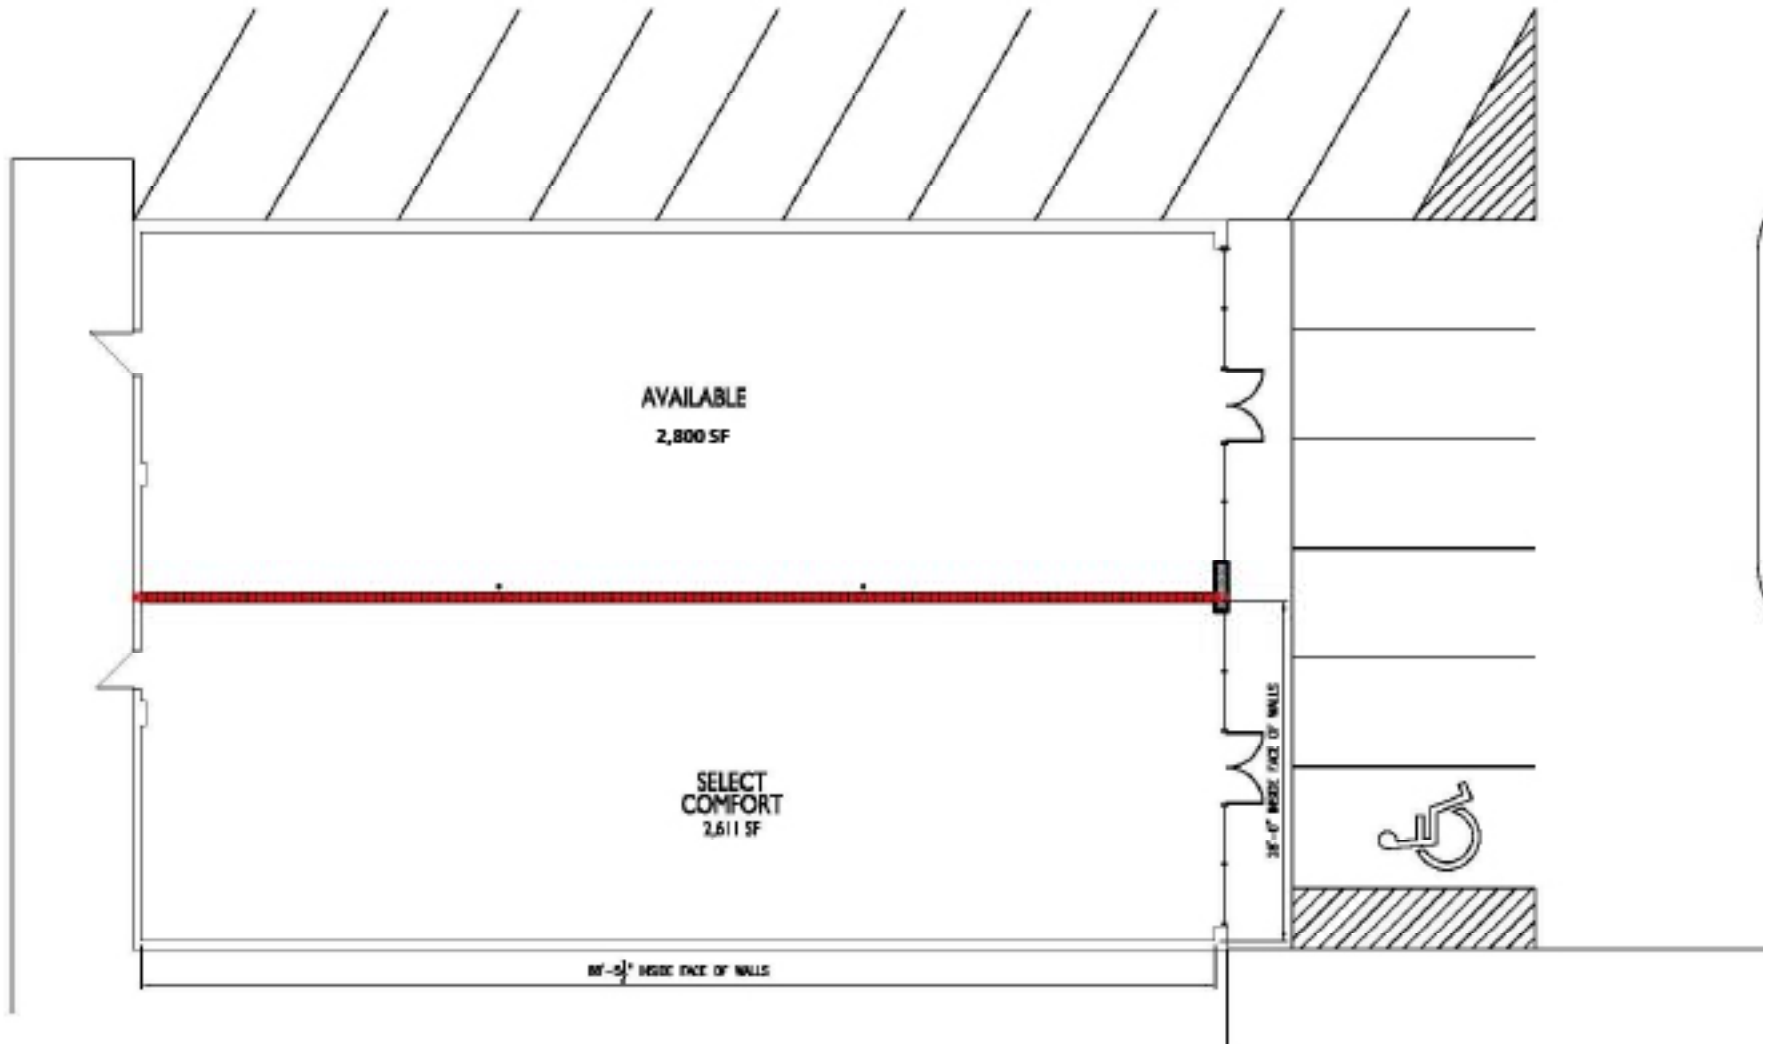 AVAILABLE
2,800 SF
SELECT
COMFORT
2,611 SF
INSIDE FACE OF WALLS
INSIDE FACE OF WALLS